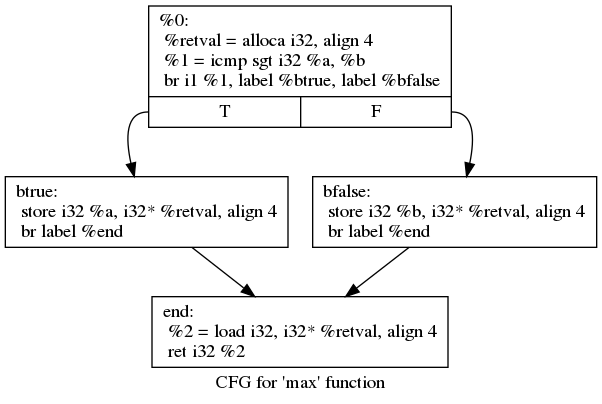 %0:
%retval = alloca i32, align 4
%1 = icmp sgt i32 %a, %b
br i1 %1, label %btrue, label %bfalse
T F
btrue:
store i32 %a, i32* %retval, align 4
br label %end
bfalse:
store i32 %b, i32* %retval, align 4
br label %end
end:
%2 = load i32, i32* %retval, align 4
ret i32 %2
CFG for 'max' function